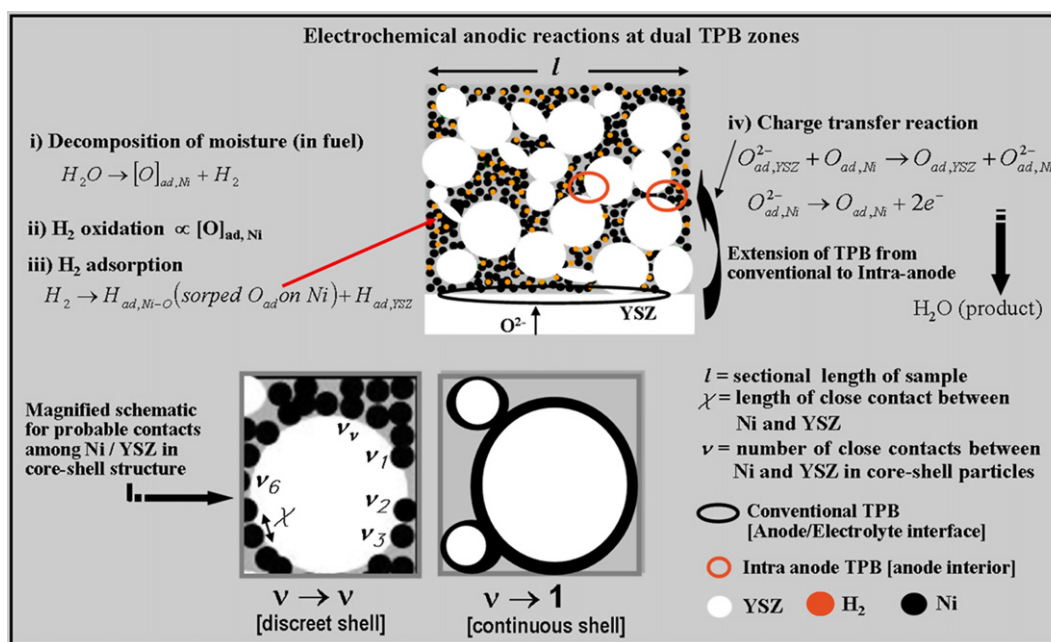 Electrochemical anodic reactions at dual TPB zones
l
i) Decomposition of moisture (in fuel)
H₂O → [O]ad,Ni + H₂
ii) H₂ oxidation ∝ [O]ad, Ni
iii) H₂ adsorption
H₂ → Had,Ni–O (sorped Oad on Ni) + Had,YSZ
iv) Charge transfer reaction
O²⁻ad,YSZ + Oad,Ni → Oad,YSZ + O²⁻ad,Ni
O²⁻ad,Ni → Oad,Ni + 2e⁻
Extension of TPB from
conventional to Intra-anode
H₂O (product)
YSZ
O²⁻
Magnified schematic
for probable contacts
among Ni / YSZ in
core-shell structure
νν
ν1
ν6
ν2
χ
ν3
ν → ν
[discreet shell]
ν → 1
[continuous shell]
l = sectional length of sample
χ = length of close contact between
Ni and YSZ
ν = number of close contacts between
Ni and YSZ in core-shell particles
Conventional TPB
[Anode/Electrolyte interface]
Intra anode TPB [anode interior]
YSZ
H₂
Ni